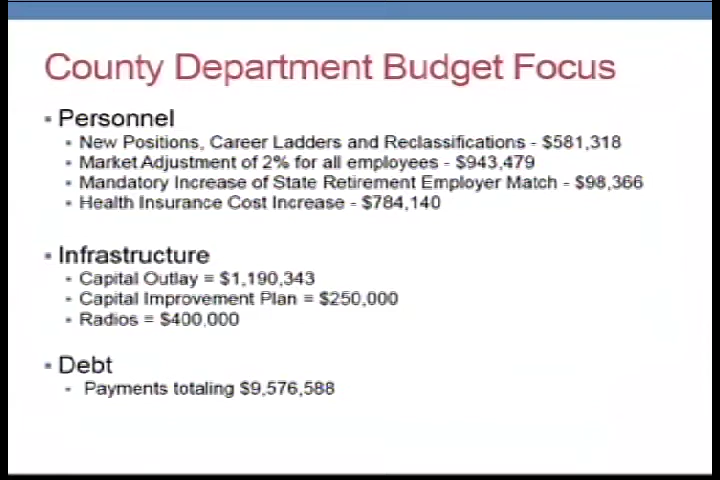 County Department Budget Focus
Personnel
New Positions, Career Ladders and Reclassifications - $581,318
Market Adjustment of 2% for all employees - $943,479
Mandatory Increase of State Retirement Employer Match - $98,366
Health Insurance Cost Increase - $784,140
Infrastructure
Capital Outlay = $1,190,343
Capital Improvement Plan = $250,000
Radios = $400,000
Debt
Payments totaling $9,576,588